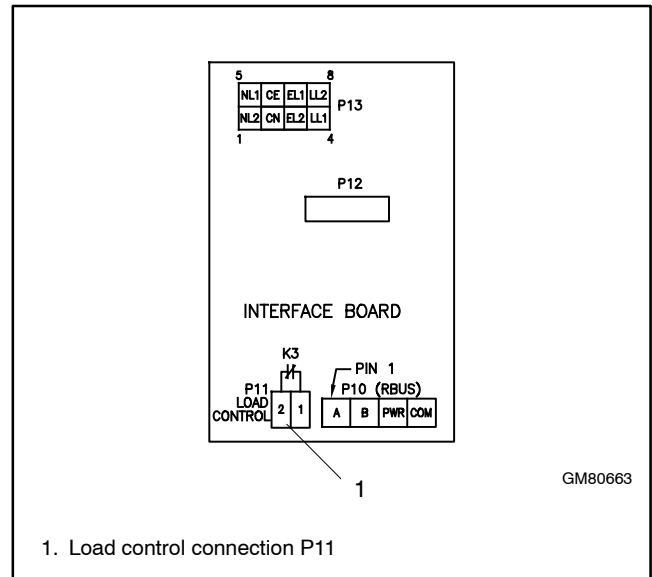 5 8
NL1 CE EL1 LL2
P13
NL2 CN EL2 LL1
1 4
P12
INTERFACE BOARD
K3
PIN 1
P11
LOAD
CONTROL
2 1
P10 (RBUS)
A B PWR COM
1
GM80663
1. Load control connection P11